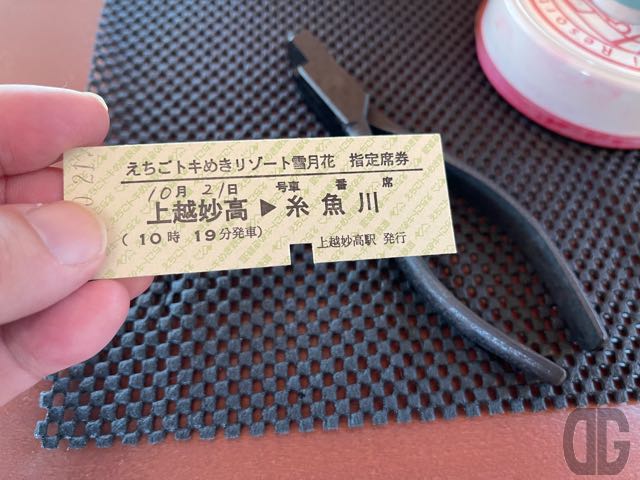 えちごトキめきリゾート雪月花 指定席券
10月 21日 号車 番 席
上越妙高 ▶ 糸魚川
( 10時 19分発車)
上越妙高駅 発行
DG